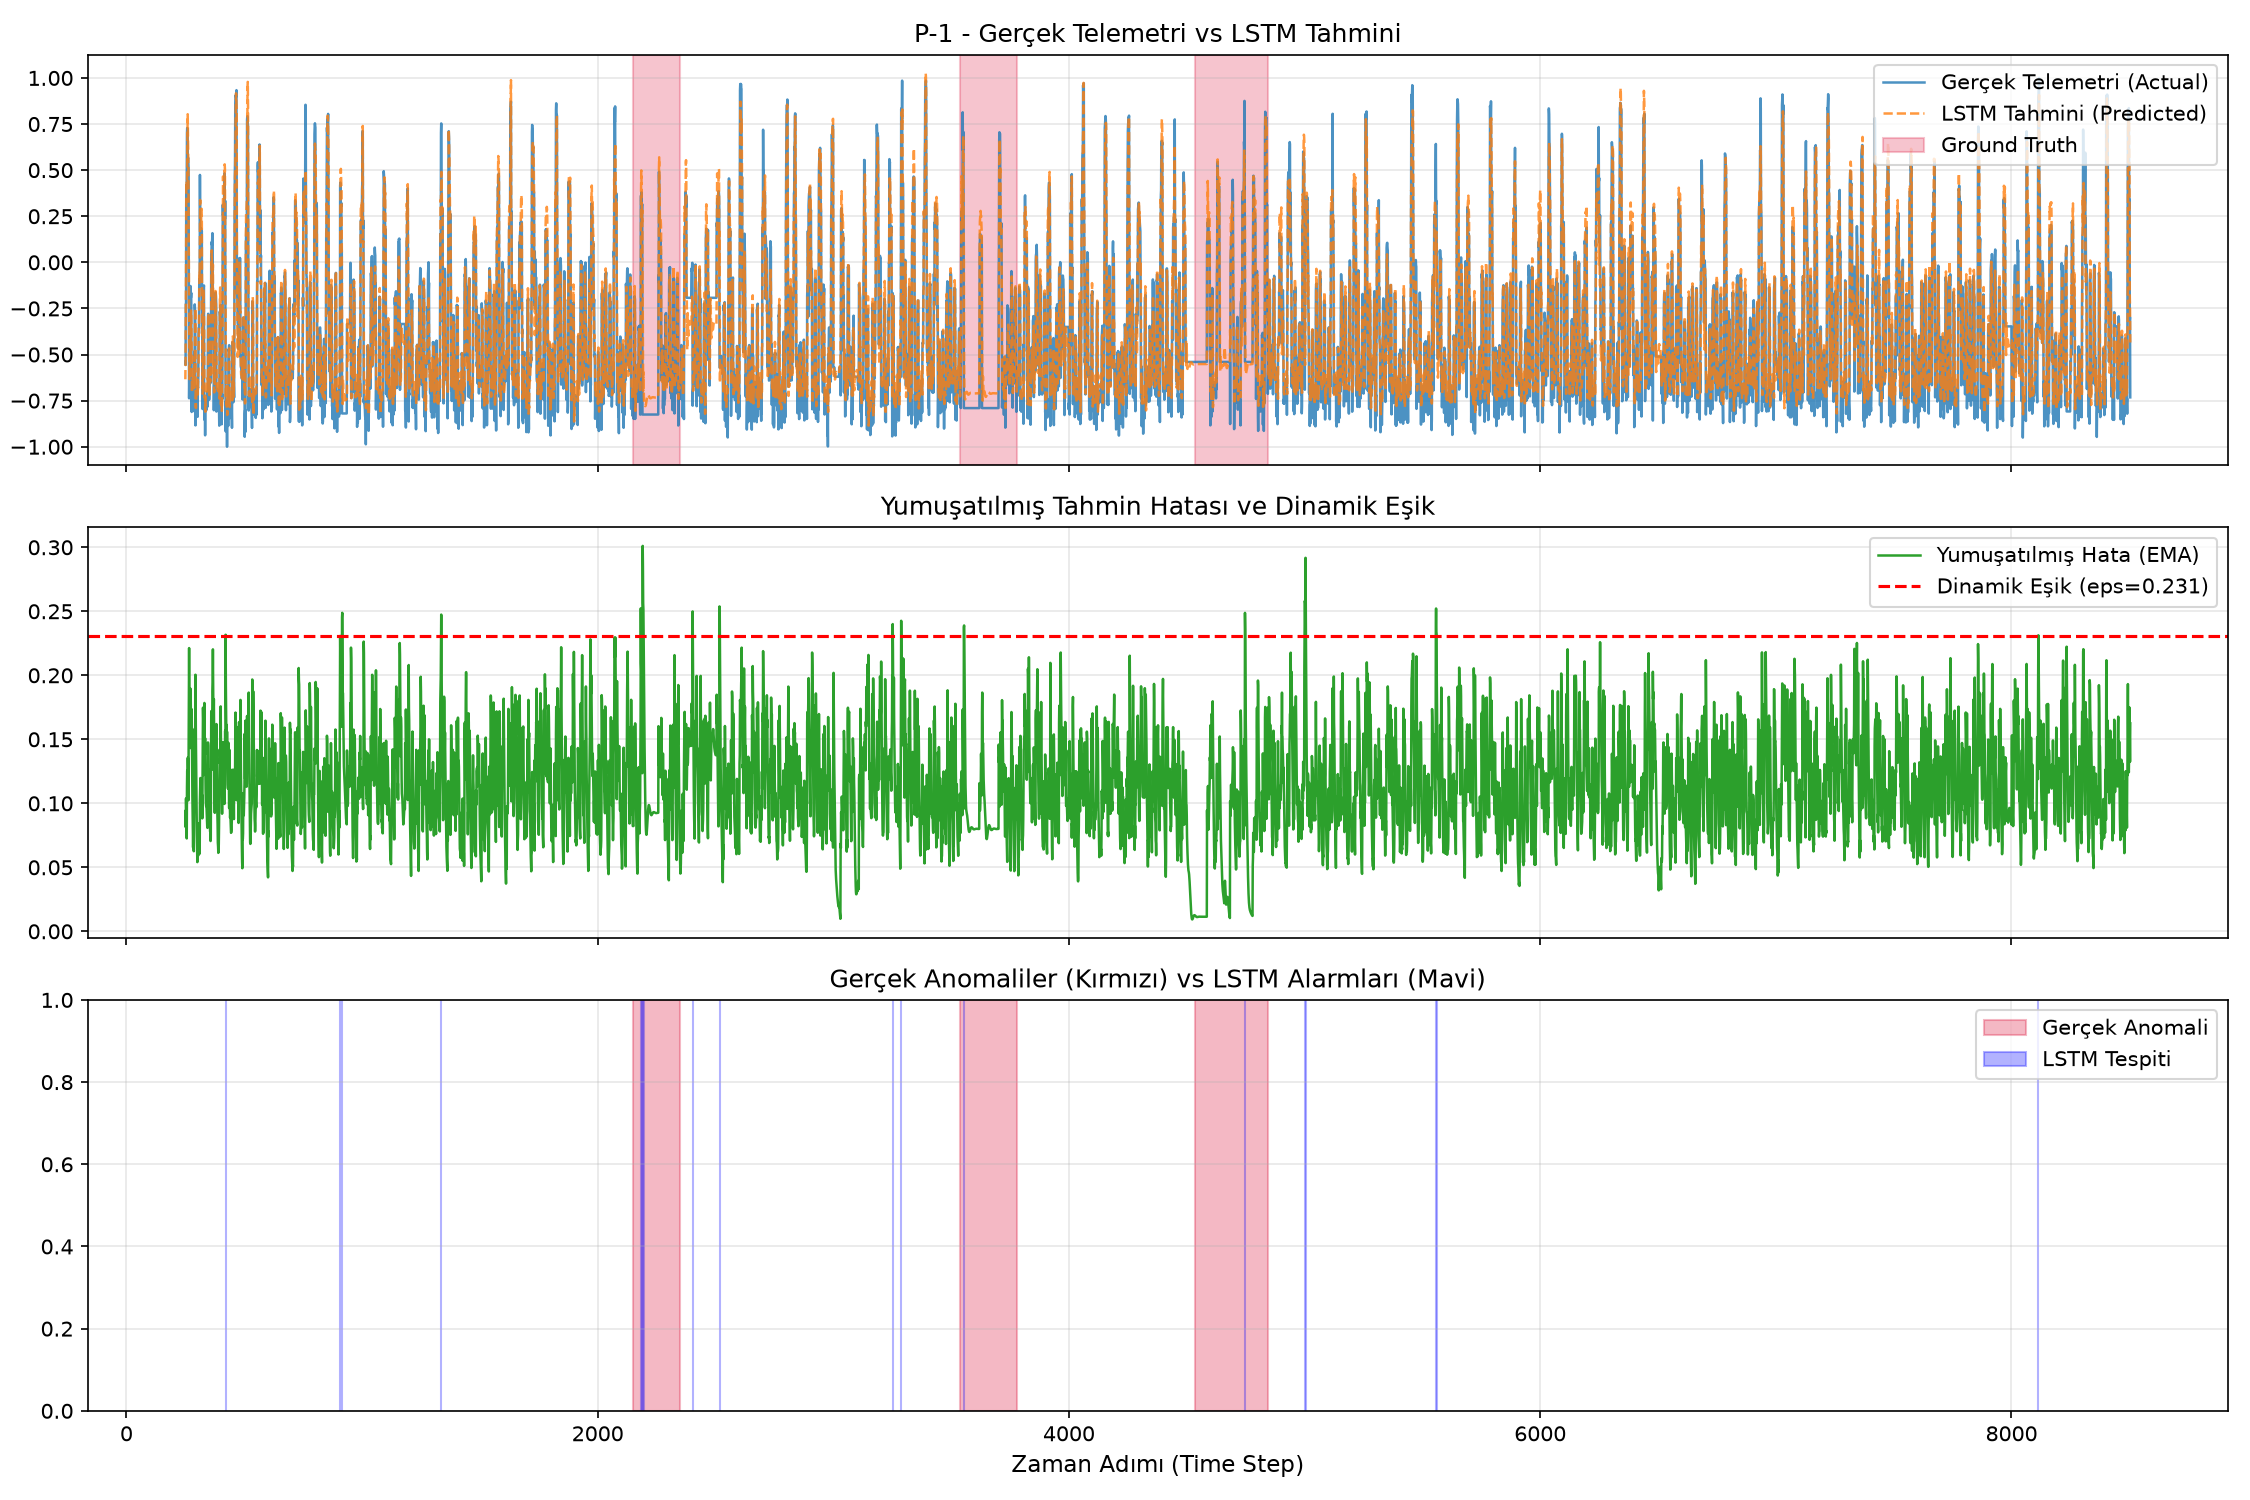 P-1 - Gerçek Telemetri vs LSTM Tahmini
1.00
0.75
0.50
0.25
0.00
−0.25
−0.50
−0.75
−1.00
Gerçek Telemetri (Actual)
LSTM Tahmini (Predicted)
Ground Truth
Yumuşatılmış Tahmin Hatası ve Dinamik Eşik
0.30
0.25
0.20
0.15
0.10
0.05
0.00
Yumuşatılmış Hata (EMA)
Dinamik Eşik (eps=0.231)
Gerçek Anomaliler (Kırmızı) vs LSTM Alarmları (Mavi)
1.0
0.8
0.6
0.4
0.2
0.0
Gerçek Anomali
LSTM Tespiti
0 2000 4000 6000 8000
Zaman Adımı (Time Step)